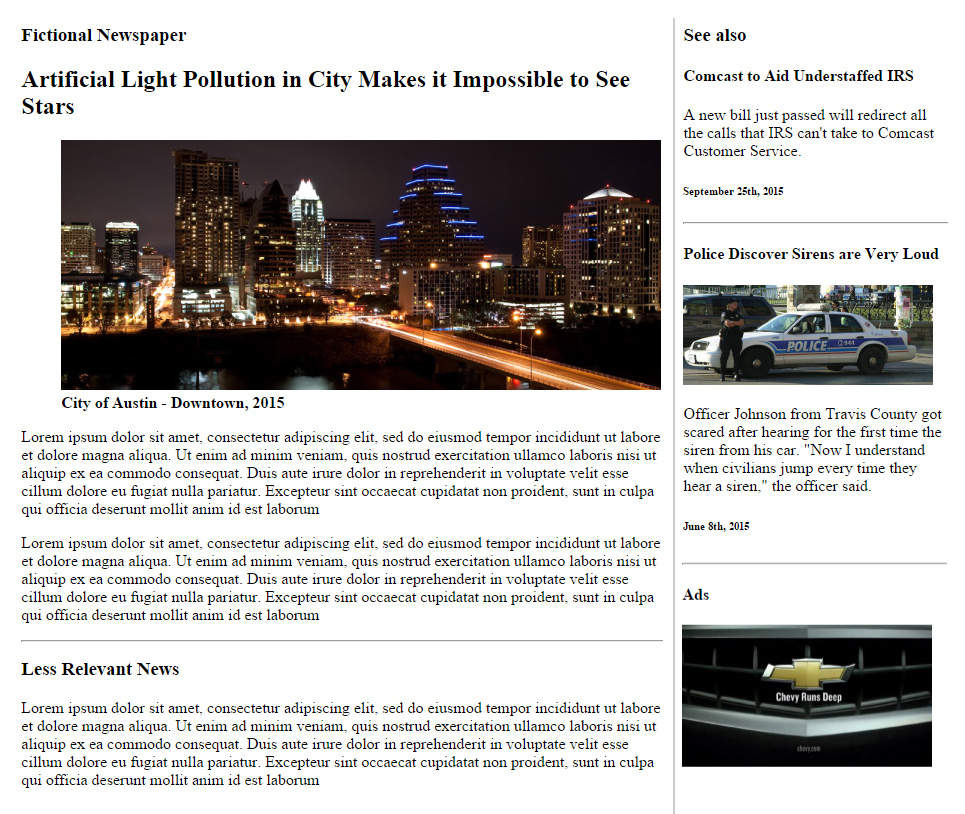 Fictional Newspaper
Artificial Light Pollution in City Makes it Impossible to See
Stars
City of Austin - Downtown, 2015
Lorem ipsum dolor sit amet, consectetur adipiscing elit, sed do eiusmod tempor incididunt ut labore
et dolore magna aliqua. Ut enim ad minim veniam, quis nostrud exercitation ullamco laboris nisi ut
aliquip ex ea commodo consequat. Duis aute irure dolor in reprehenderit in voluptate velit esse
cillum dolore eu fugiat nulla pariatur. Excepteur sint occaecat cupidatat non proident, sunt in culpa
qui officia deserunt mollit anim id est laborum
Lorem ipsum dolor sit amet, consectetur adipiscing elit, sed do eiusmod tempor incididunt ut labore
et dolore magna aliqua. Ut enim ad minim veniam, quis nostrud exercitation ullamco laboris nisi ut
aliquip ex ea commodo consequat. Duis aute irure dolor in reprehenderit in voluptate velit esse
cillum dolore eu fugiat nulla pariatur. Excepteur sint occaecat cupidatat non proident, sunt in culpa
qui officia deserunt mollit anim id est laborum
Less Relevant News
Lorem ipsum dolor sit amet, consectetur adipiscing elit, sed do eiusmod tempor incididunt ut labore
et dolore magna aliqua. Ut enim ad minim veniam, quis nostrud exercitation ullamco laboris nisi ut
aliquip ex ea commodo consequat. Duis aute irure dolor in reprehenderit in voluptate velit esse
cillum dolore eu fugiat nulla pariatur. Excepteur sint occaecat cupidatat non proident, sunt in culpa
qui officia deserunt mollit anim id est laborum
See also
Comcast to Aid Understaffed IRS
A new bill just passed will redirect all
the calls that IRS can't take to Comcast
Customer Service.
September 25th, 2015
Police Discover Sirens are Very Loud
POLICE
Officer Johnson from Travis County got
scared after hearing for the first time the
siren from his car. "Now I understand
when civilians jump every time they
hear a siren," the officer said.
June 8th, 2015
Ads
Chevy Runs Deep
chevy.com